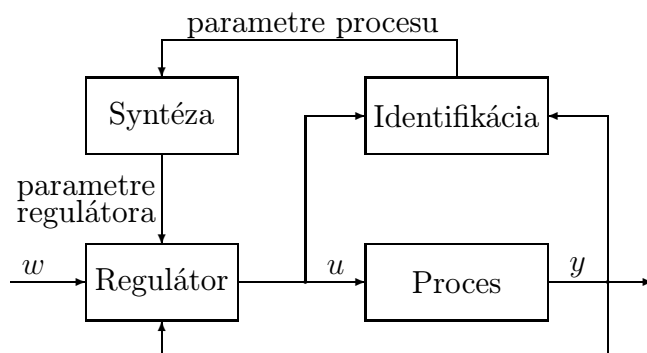 parametre procesu
Syntéza
Identifikácia
parametre
regulátora
w
Regulátor
u
Proces
y